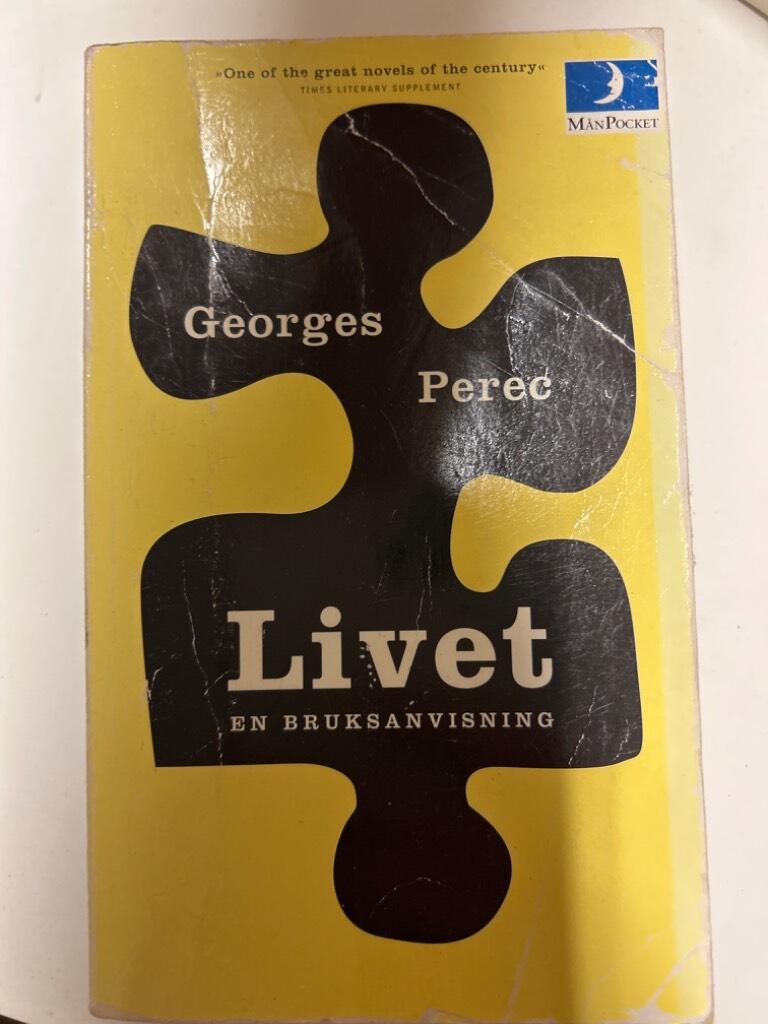 »One of the great novels of the century«
TIMES LITERARY SUPPLEMENT
MÅNPOCKET
Georges
Perec
Livet
EN BRUKSANVISNING